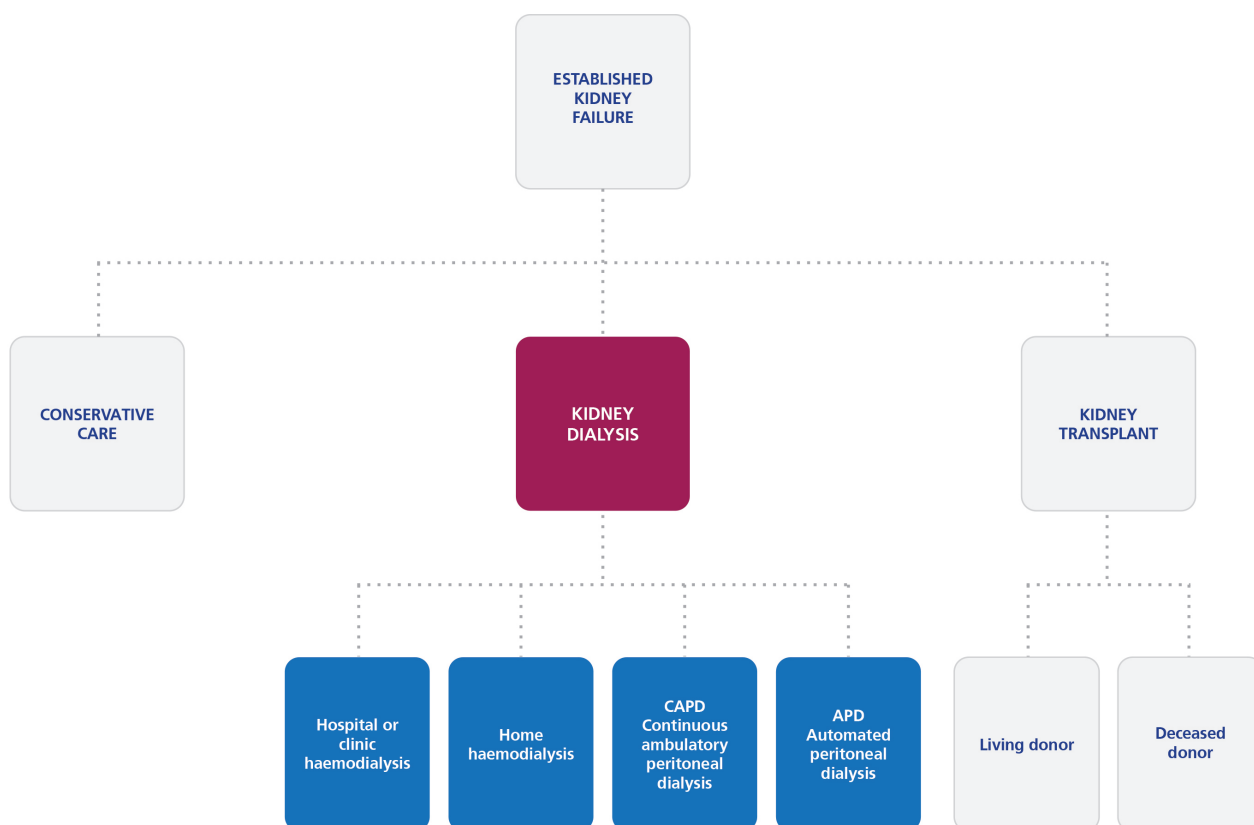 ESTABLISHED
KIDNEY
FAILURE
CONSERVATIVE
CARE
KIDNEY
DIALYSIS
KIDNEY
TRANSPLANT
Hospital or
clinic
haemodialysis
Home
haemodialysis
CAPD
Continuous
ambulatory
peritoneal
dialysis
APD
Automated
peritoneal
dialysis
Living donor
Deceased
donor